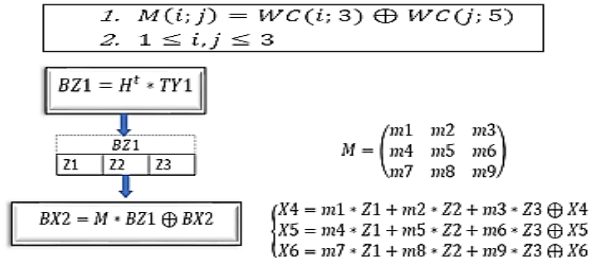 1. M(i; j) = WC(i; 3) ⊕ WC(j; 5)
2. 1 ≤ i, j ≤ 3
BZ1 = Hᵗ * TY1
BZ1
Z1 Z2 Z3
BX2 = M * BZ1 ⊕ BX2
m1 m2 m3
M = m4 m5 m6
m7 m8 m9
X4 = m1 * Z1 + m2 * Z2 + m3 * Z3 ⊕ X4
X5 = m4 * Z1 + m5 * Z2 + m6 * Z3 ⊕ X5
X6 = m7 * Z1 + m8 * Z2 + m9 * Z3 ⊕ X6